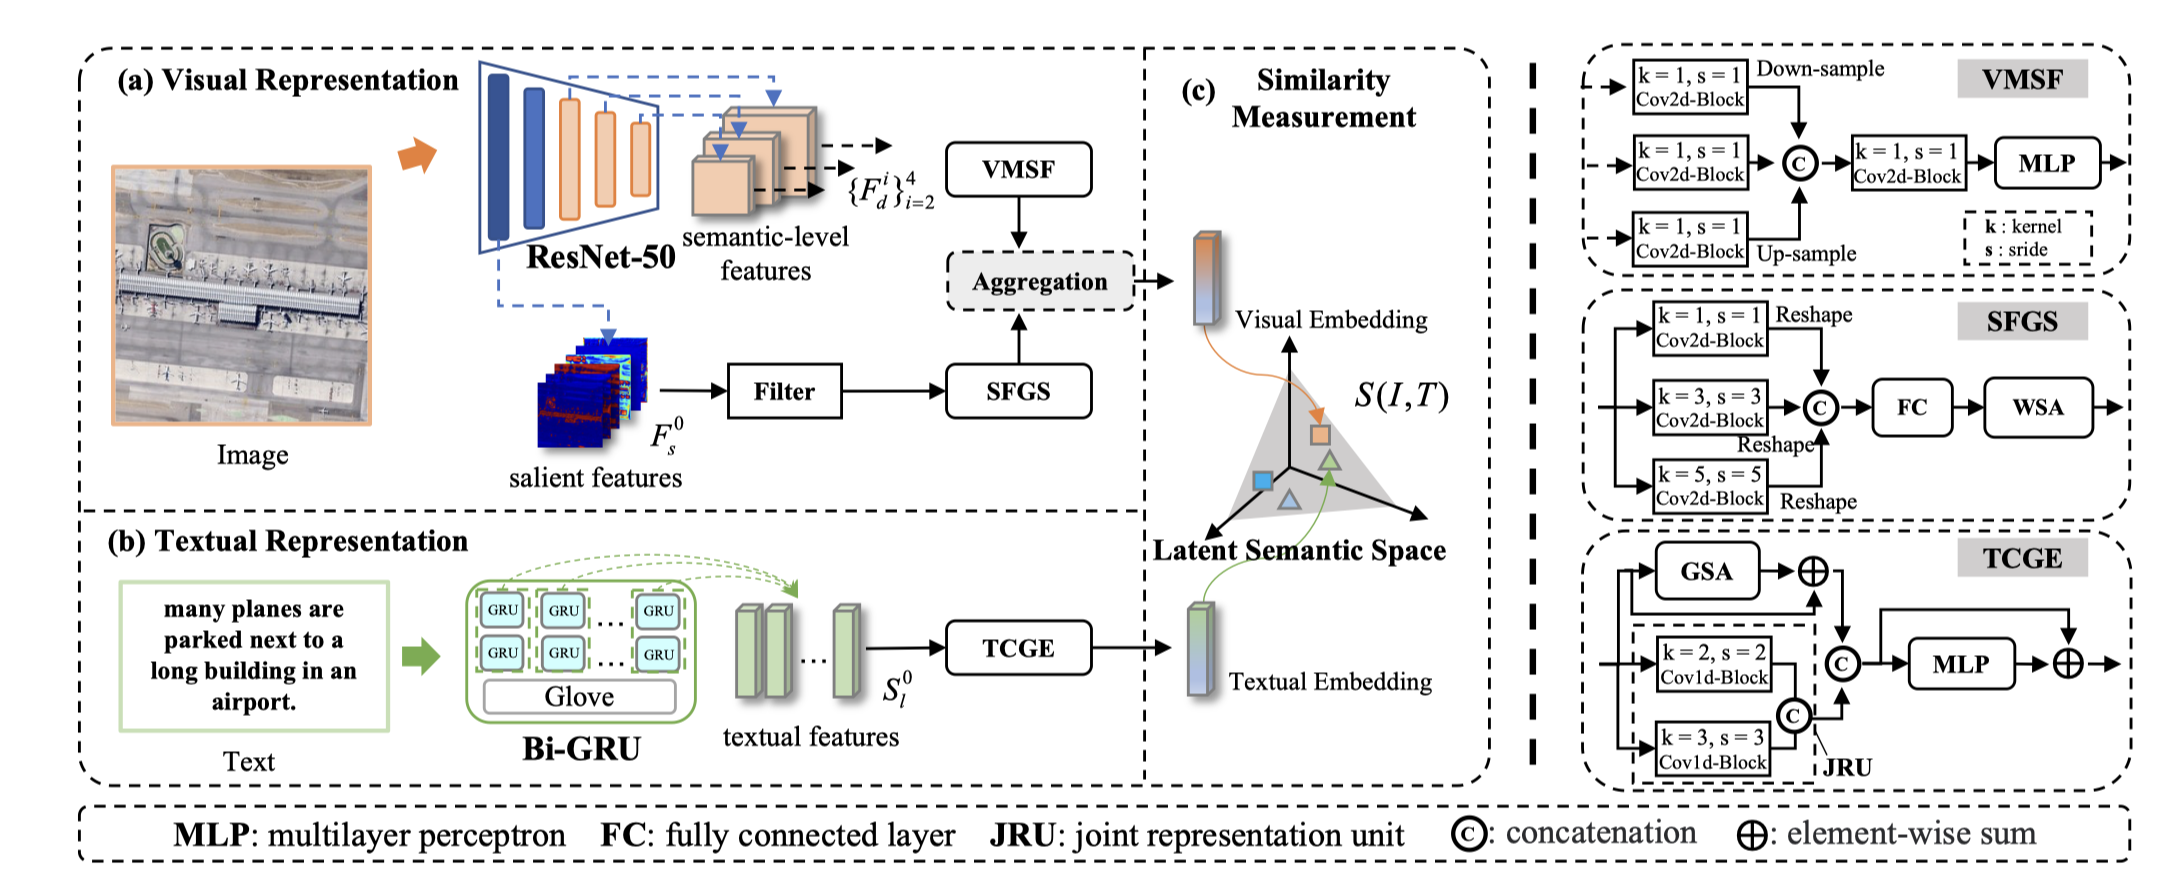 (a) Visual Representation
ResNet-50
semantic-level
features
{F_d^i}_{i=2}^4
VMSF
Aggregation
Image
salient features
F_s^0
Filter
SFGS
(b) Textual Representation
many planes are
parked next to a
long building in an
airport.
Text
GRU GRU ... GRU
GRU GRU ... GRU
Glove
Bi-GRU
...
textual features
S_l^0
TCGE
(c) Similarity
Measurement
Visual Embedding
S(I,T)
Latent Semantic Space
Textual Embedding
VMSF
k = 1, s = 1
Cov2d-Block
Down-sample
k = 1, s = 1
Cov2d-Block
C
k = 1, s = 1
Cov2d-Block
MLP
k = 1, s = 1
Cov2d-Block
Up-sample
k : kernel
s : sride
SFGS
k = 1, s = 1
Cov2d-Block
Reshape
k = 3, s = 3
Cov2d-Block
Reshape
C
FC
WSA
k = 5, s = 5
Cov2d-Block
Reshape
TCGE
GSA
k = 2, s = 2
Cov1d-Block
C
MLP
C
k = 3, s = 3
Cov1d-Block
JRU
MLP: multilayer perceptron FC: fully connected layer JRU: joint representation unit C: concatenation ⊕: element-wise sum